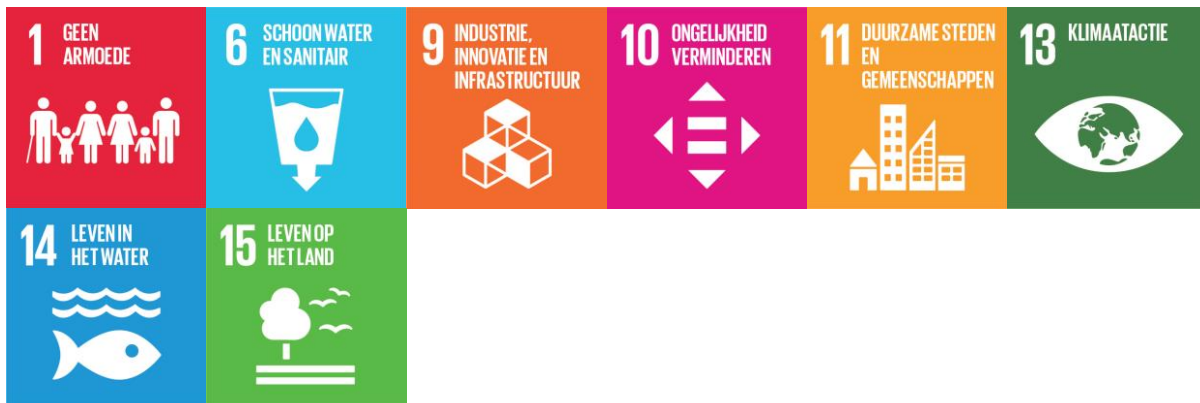 1 GEEN
ARMOEDE
6 SCHOON WATER
EN SANITAIR
9 INDUSTRIE,
INNOVATIE EN
INFRASTRUCTUUR
10 ONGELIJKHEID
VERMINDEREN
11 DUURZAME STEDEN
EN
GEMEENSCHAPPEN
13 KLIMAATACTIE
14 LEVEN IN
HET WATER
15 LEVEN OP
HET LAND